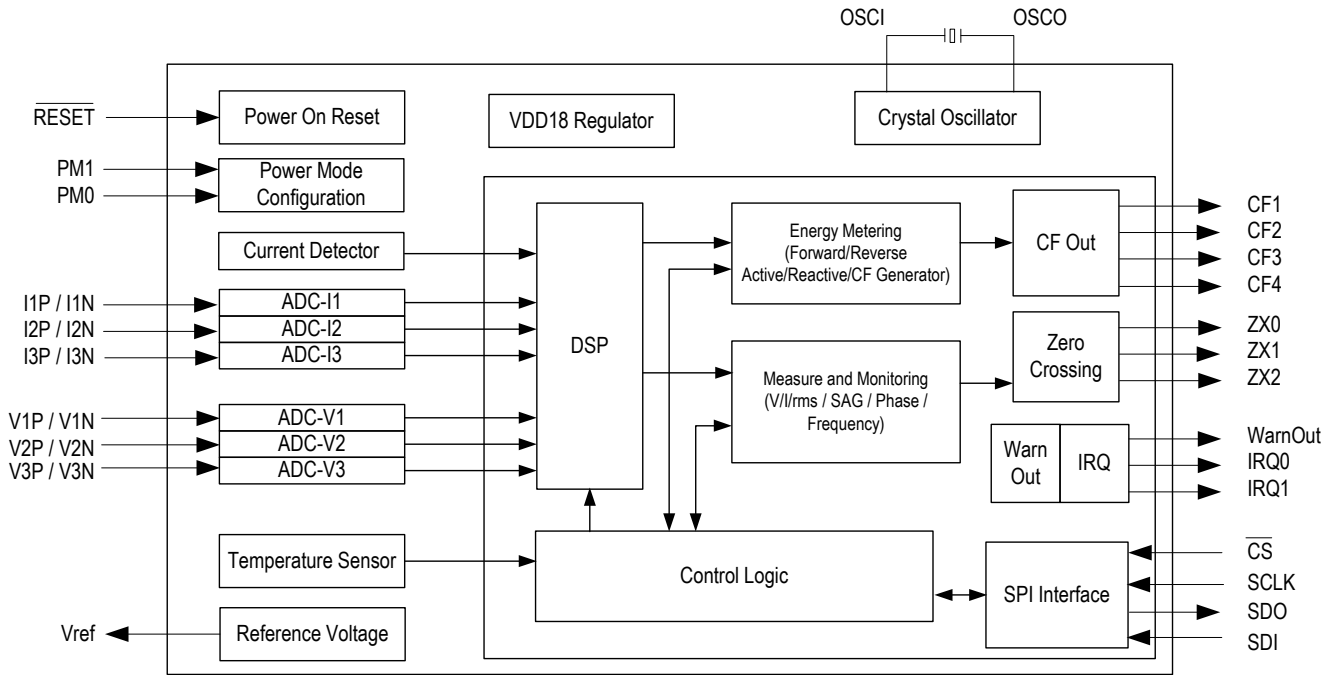 OSCI
OSCO
RESET
Power On Reset
VDD18 Regulator
Crystal Oscillator
PM1
PM0
Power Mode
Configuration
Current Detector
I1P / I1N
I2P / I2N
I3P / I3N
ADC-I1
ADC-I2
ADC-I3
V1P / V1N
V2P / V2N
V3P / V3N
ADC-V1
ADC-V2
ADC-V3
DSP
Energy Metering
(Forward/Reverse
Active/Reactive/CF Generator)
CF Out
CF1
CF2
CF3
CF4
Measure and Monitoring
(V/I/rms / SAG / Phase /
Frequency)
Zero
Crossing
ZX0
ZX1
ZX2
Warn
Out
IRQ
WarnOut
IRQ0
IRQ1
Temperature Sensor
Control Logic
SPI Interface
CS
SCLK
SDO
SDI
Vref
Reference Voltage